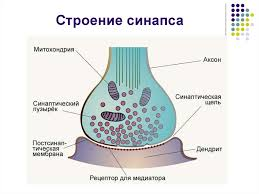 Строение синапса
Митохондрия
Аксон
Синаптический
пузырёк
Синаптическая
щель
Постсинап-
тическая
мембрана
Дендрит
Рецептор для медиатора